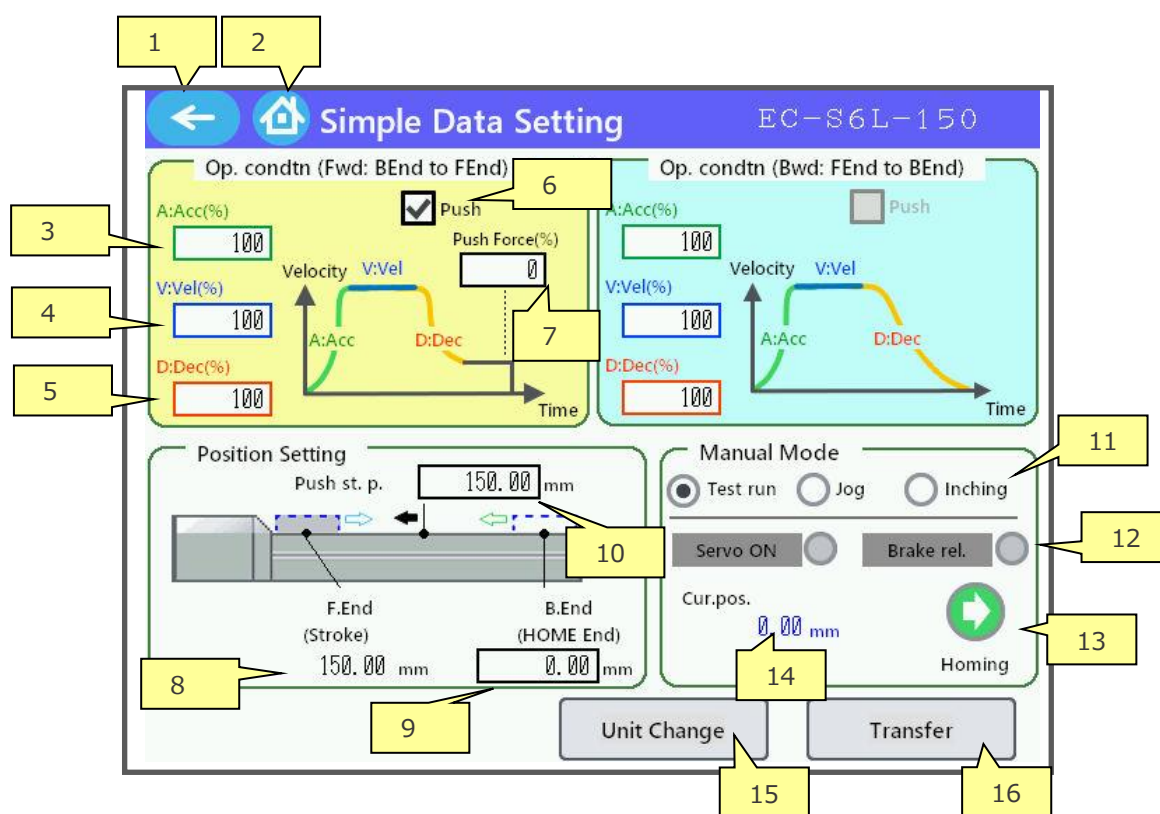 1
2
Simple Data Setting
EC-S6L-150
Op. condtn (Fwd: BEnd to FEnd)
6
Push
3
A:Acc(%)
100
Push Force(%)
0
7
4
V:Vel(%)
100
Velocity
V:Vel
A:Acc
D:Dec
Time
5
D:Dec(%)
100
Op. condtn (Bwd: FEnd to BEnd)
Push
A:Acc(%)
100
V:Vel(%)
100
D:Dec(%)
100
Velocity
V:Vel
A:Acc
D:Dec
Time
Position Setting
Push st. p.
150.00 mm
10
F.End
(Stroke)
150.00 mm
8
B.End
(HOME End)
0.00 mm
9
Manual Mode
11
Test run
Jog
Inching
Servo ON
Brake rel.
12
Cur.pos.
0.00 mm
14
Homing
13
Unit Change
15
Transfer
16